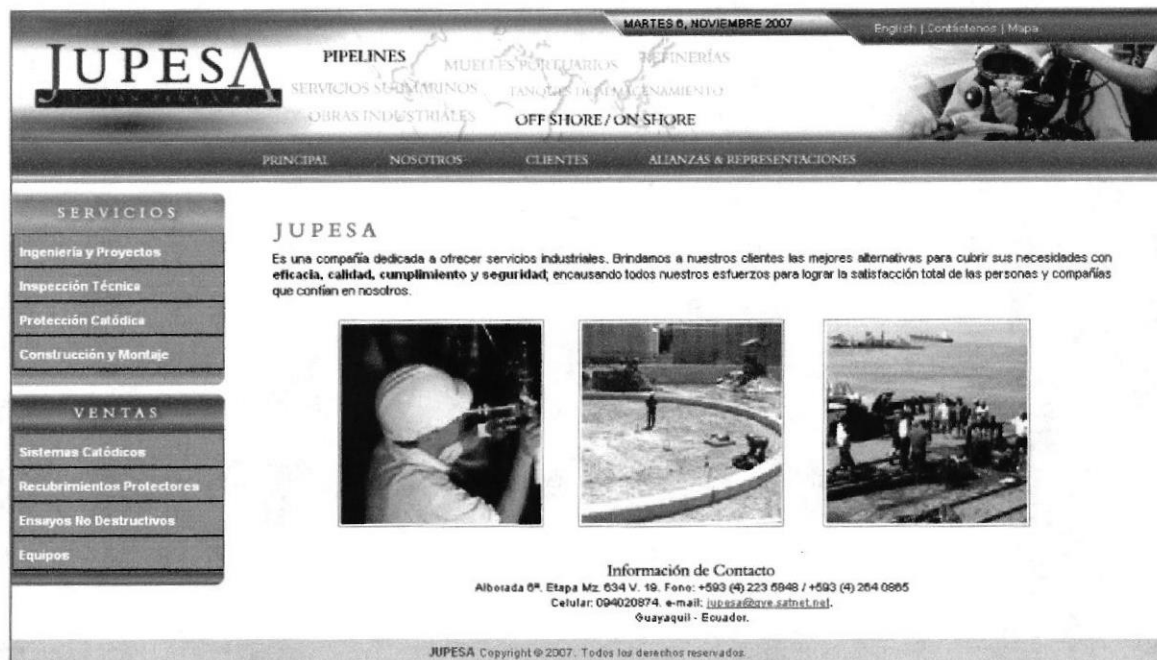 MARTES 6, NOVIEMBRE 2007
English | Contáctenos | Mapa
JUPESA
PIPELINES
MUELLES PORTUARIOS
REFINERÍAS
SERVICIOS SUBMARINOS
TANQUES DE ALMACENAMIENTO
OBRAS INDUSTRIALES
OFF SHORE / ON SHORE
PRINCIPAL NOSOTROS CLIENTES ALIANZAS & REPRESENTACIONES
SERVICIOS
Ingeniería y Proyectos
Inspección Técnica
Protección Catódica
Construcción y Montaje
VENTAS
Sistemas Catódicos
Recubrimientos Protectores
Ensayos No Destructivos
Equipos
JUPESA
Es una compañía dedicada a ofrecer servicios industriales. Brindamos a nuestros clientes las mejores alternativas para cubrir sus necesidades con
eficacia, calidad, cumplimiento y seguridad, encausando todos nuestros esfuerzos para lograr la satisfacción total de las personas y compañías
que confían en nosotros.
Información de Contacto
Alborada 6ª. Etapa Mz. 634 V. 19. Fono: +593 (4) 223 5948 / +593 (4) 264 0865
Celular: 094020874. e-mail: jupesa@gye.satnet.net.
Guayaquil - Ecuador.
JUPESA Copyright © 2007. Todos los derechos reservados.